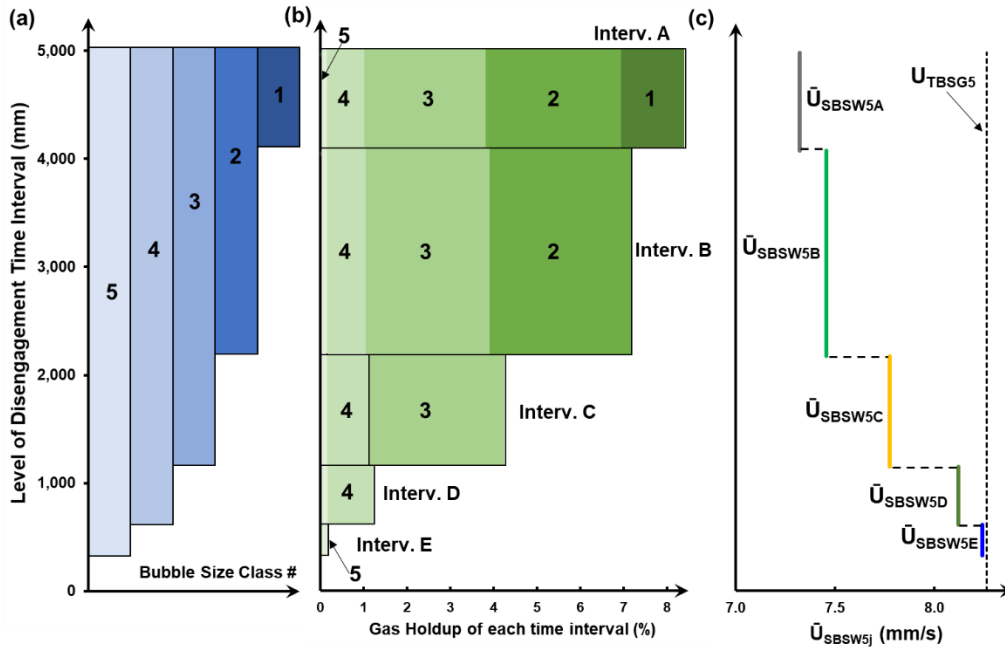 (a)
Level of Disengagement Time Interval (mm)
5,000
4,000
3,000
2,000
1,000
0
1
2
3
4
5
Bubble Size Class #
(b)
5
Interv. A
4
3
2
1
4
3
2
Interv. B
4
3
Interv. C
4
Interv. D
Interv. E
5
0 1 2 3 4 5 6 7 8
Gas Holdup of each time interval (%)
(c)
U_TBSG5
Ū_SBSW5A
Ū_SBSW5B
Ū_SBSW5C
Ū_SBSW5D
Ū_SBSW5E
7.0 7.5 8.0
Ū_SBSW5j (mm/s)